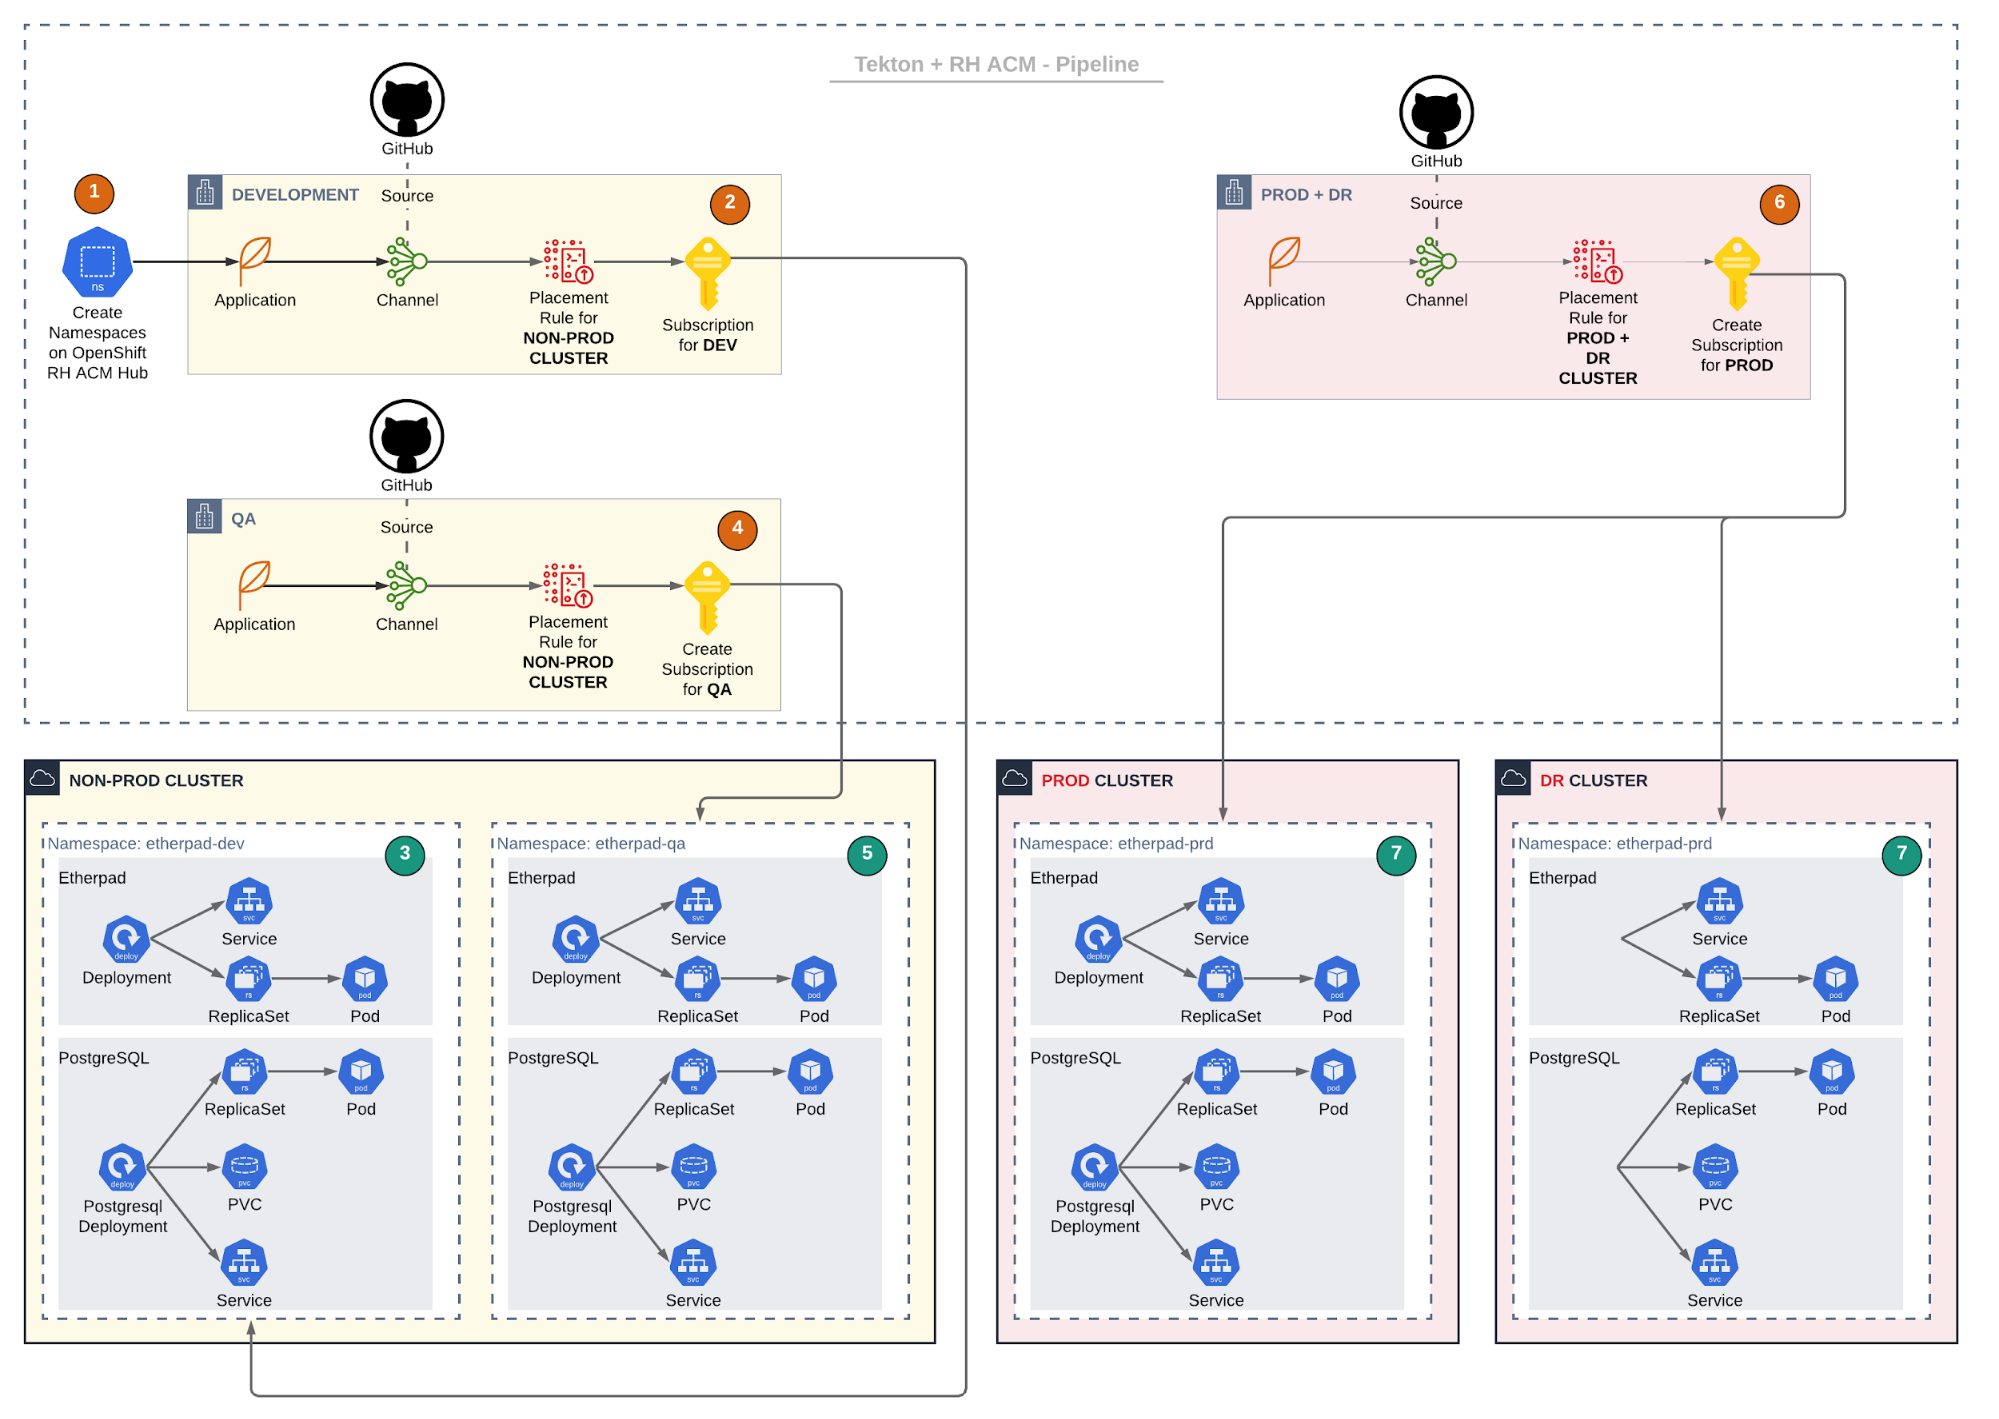 Tekton + RH ACM - Pipeline
1
ns
Create
Namespaces
on OpenShift
RH ACM Hub
GitHub
DEVELOPMENT
Source
2
Application
Channel
Placement
Rule for
NON-PROD
CLUSTER
Subscription
for DEV
GitHub
QA
Source
4
Application
Channel
Placement
Rule for
NON-PROD
CLUSTER
Create
Subscription
for QA
GitHub
PROD + DR
Source
6
Application
Channel
Placement
Rule for
PROD +
DR
CLUSTER
Create
Subscription
for PROD
NON-PROD CLUSTER
Namespace: etherpad-dev
3
Etherpad
svc
Service
deploy
Deployment
rs
ReplicaSet
pod
Pod
PostgreSQL
rs
ReplicaSet
pod
Pod
deploy
Postgresql
Deployment
pvc
PVC
svc
Service
Namespace: etherpad-qa
5
Etherpad
svc
Service
deploy
Deployment
rs
ReplicaSet
pod
Pod
PostgreSQL
rs
ReplicaSet
pod
Pod
deploy
Postgresql
Deployment
pvc
PVC
svc
Service
PROD CLUSTER
Namespace: etherpad-prd
7
Etherpad
svc
Service
deploy
Deployment
rs
ReplicaSet
pod
Pod
PostgreSQL
rs
ReplicaSet
pod
Pod
deploy
Postgresql
Deployment
pvc
PVC
svc
Service
DR CLUSTER
Namespace: etherpad-prd
7
Etherpad
svc
Service
rs
ReplicaSet
pod
Pod
PostgreSQL
rs
ReplicaSet
pod
Pod
pvc
PVC
svc
Service